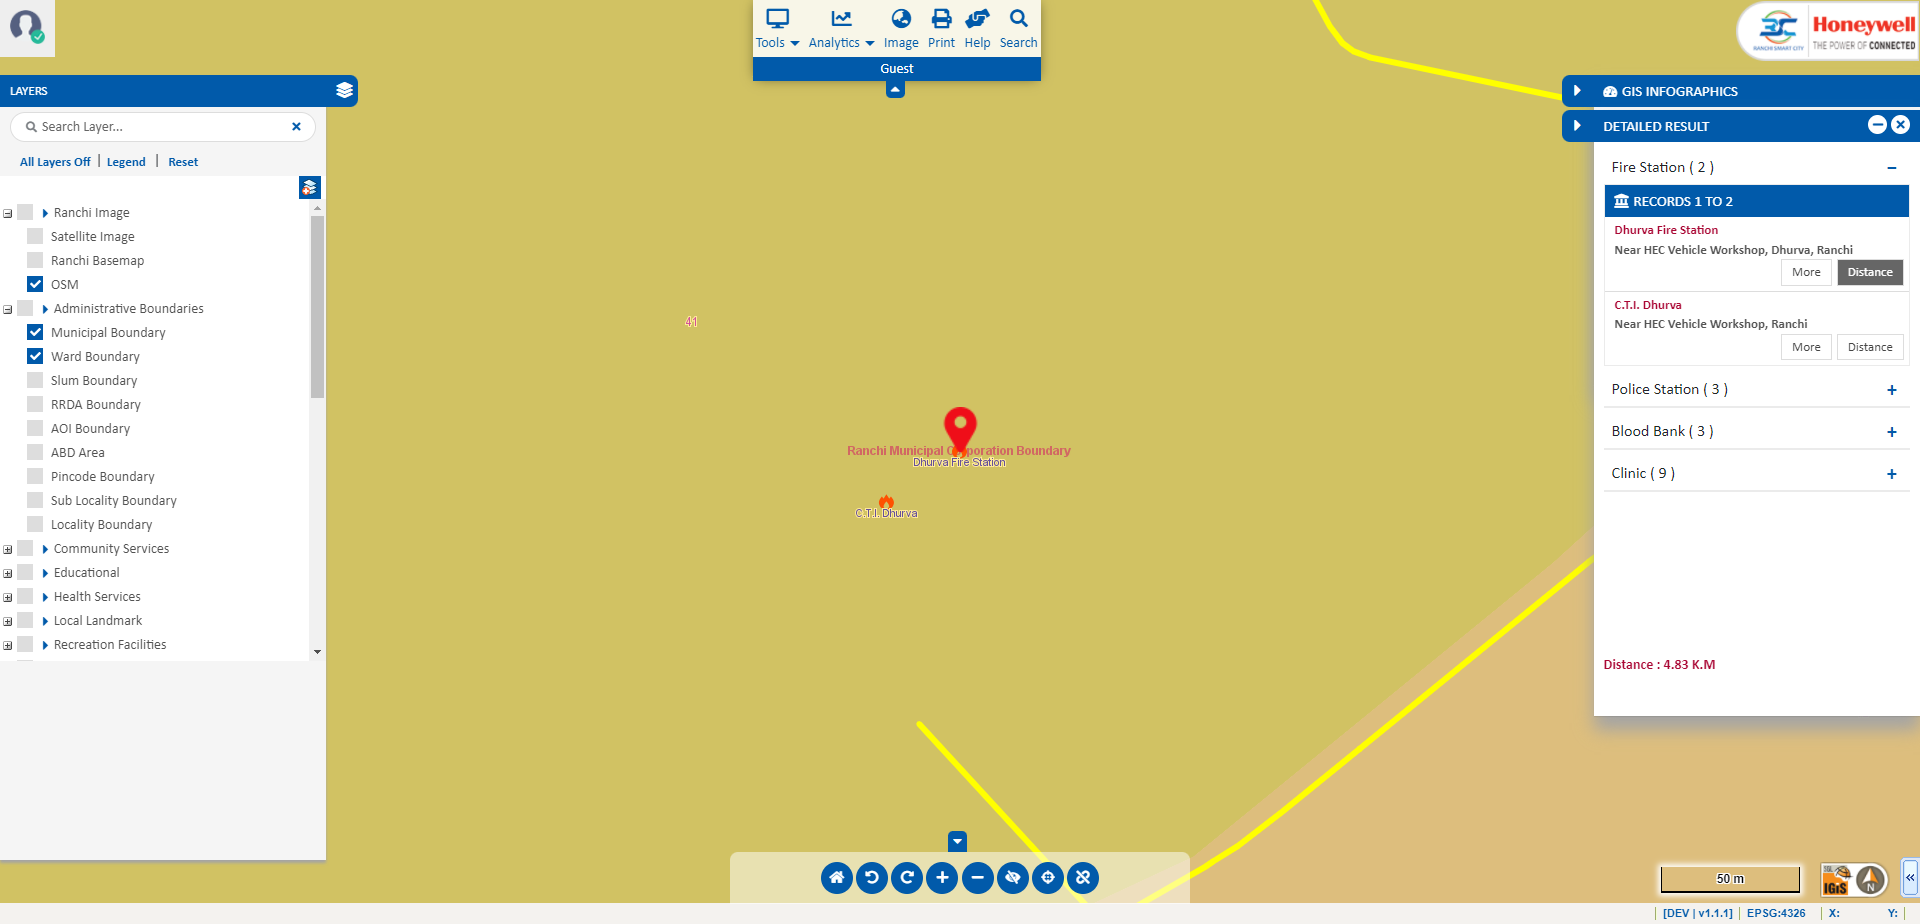 Tools
Analytics
Image
Print
Help
Search
Guest
RANCHI SMART CITY
Honeywell
THE POWER OF CONNECTED
LAYERS
Search Layer...
All Layers Off | Legend | Reset
Ranchi Image
Satellite Image
Ranchi Basemap
OSM
Administrative Boundaries
Municipal Boundary
Ward Boundary
Slum Boundary
RRDA Boundary
AOI Boundary
ABD Area
Pincode Boundary
Sub Locality Boundary
Locality Boundary
Community Services
Educational
Health Services
Local Landmark
Recreation Facilities
41
Ranchi Municipal Corporation Boundary
Dhurva Fire Station
C.T.I. Dhurva
GIS INFOGRAPHICS
DETAILED RESULT
Fire Station ( 2 )
RECORDS 1 TO 2
Dhurva Fire Station
Near HEC Vehicle Workshop, Dhurva, Ranchi
More
Distance
C.T.I. Dhurva
Near HEC Vehicle Workshop, Ranchi
More
Distance
Police Station ( 3 )
Blood Bank ( 3 )
Clinic ( 9 )
Distance : 4.83 K.M
50 m
IGiS
N
[DEV | v1.1.1]
EPSG:4326
X:
Y: